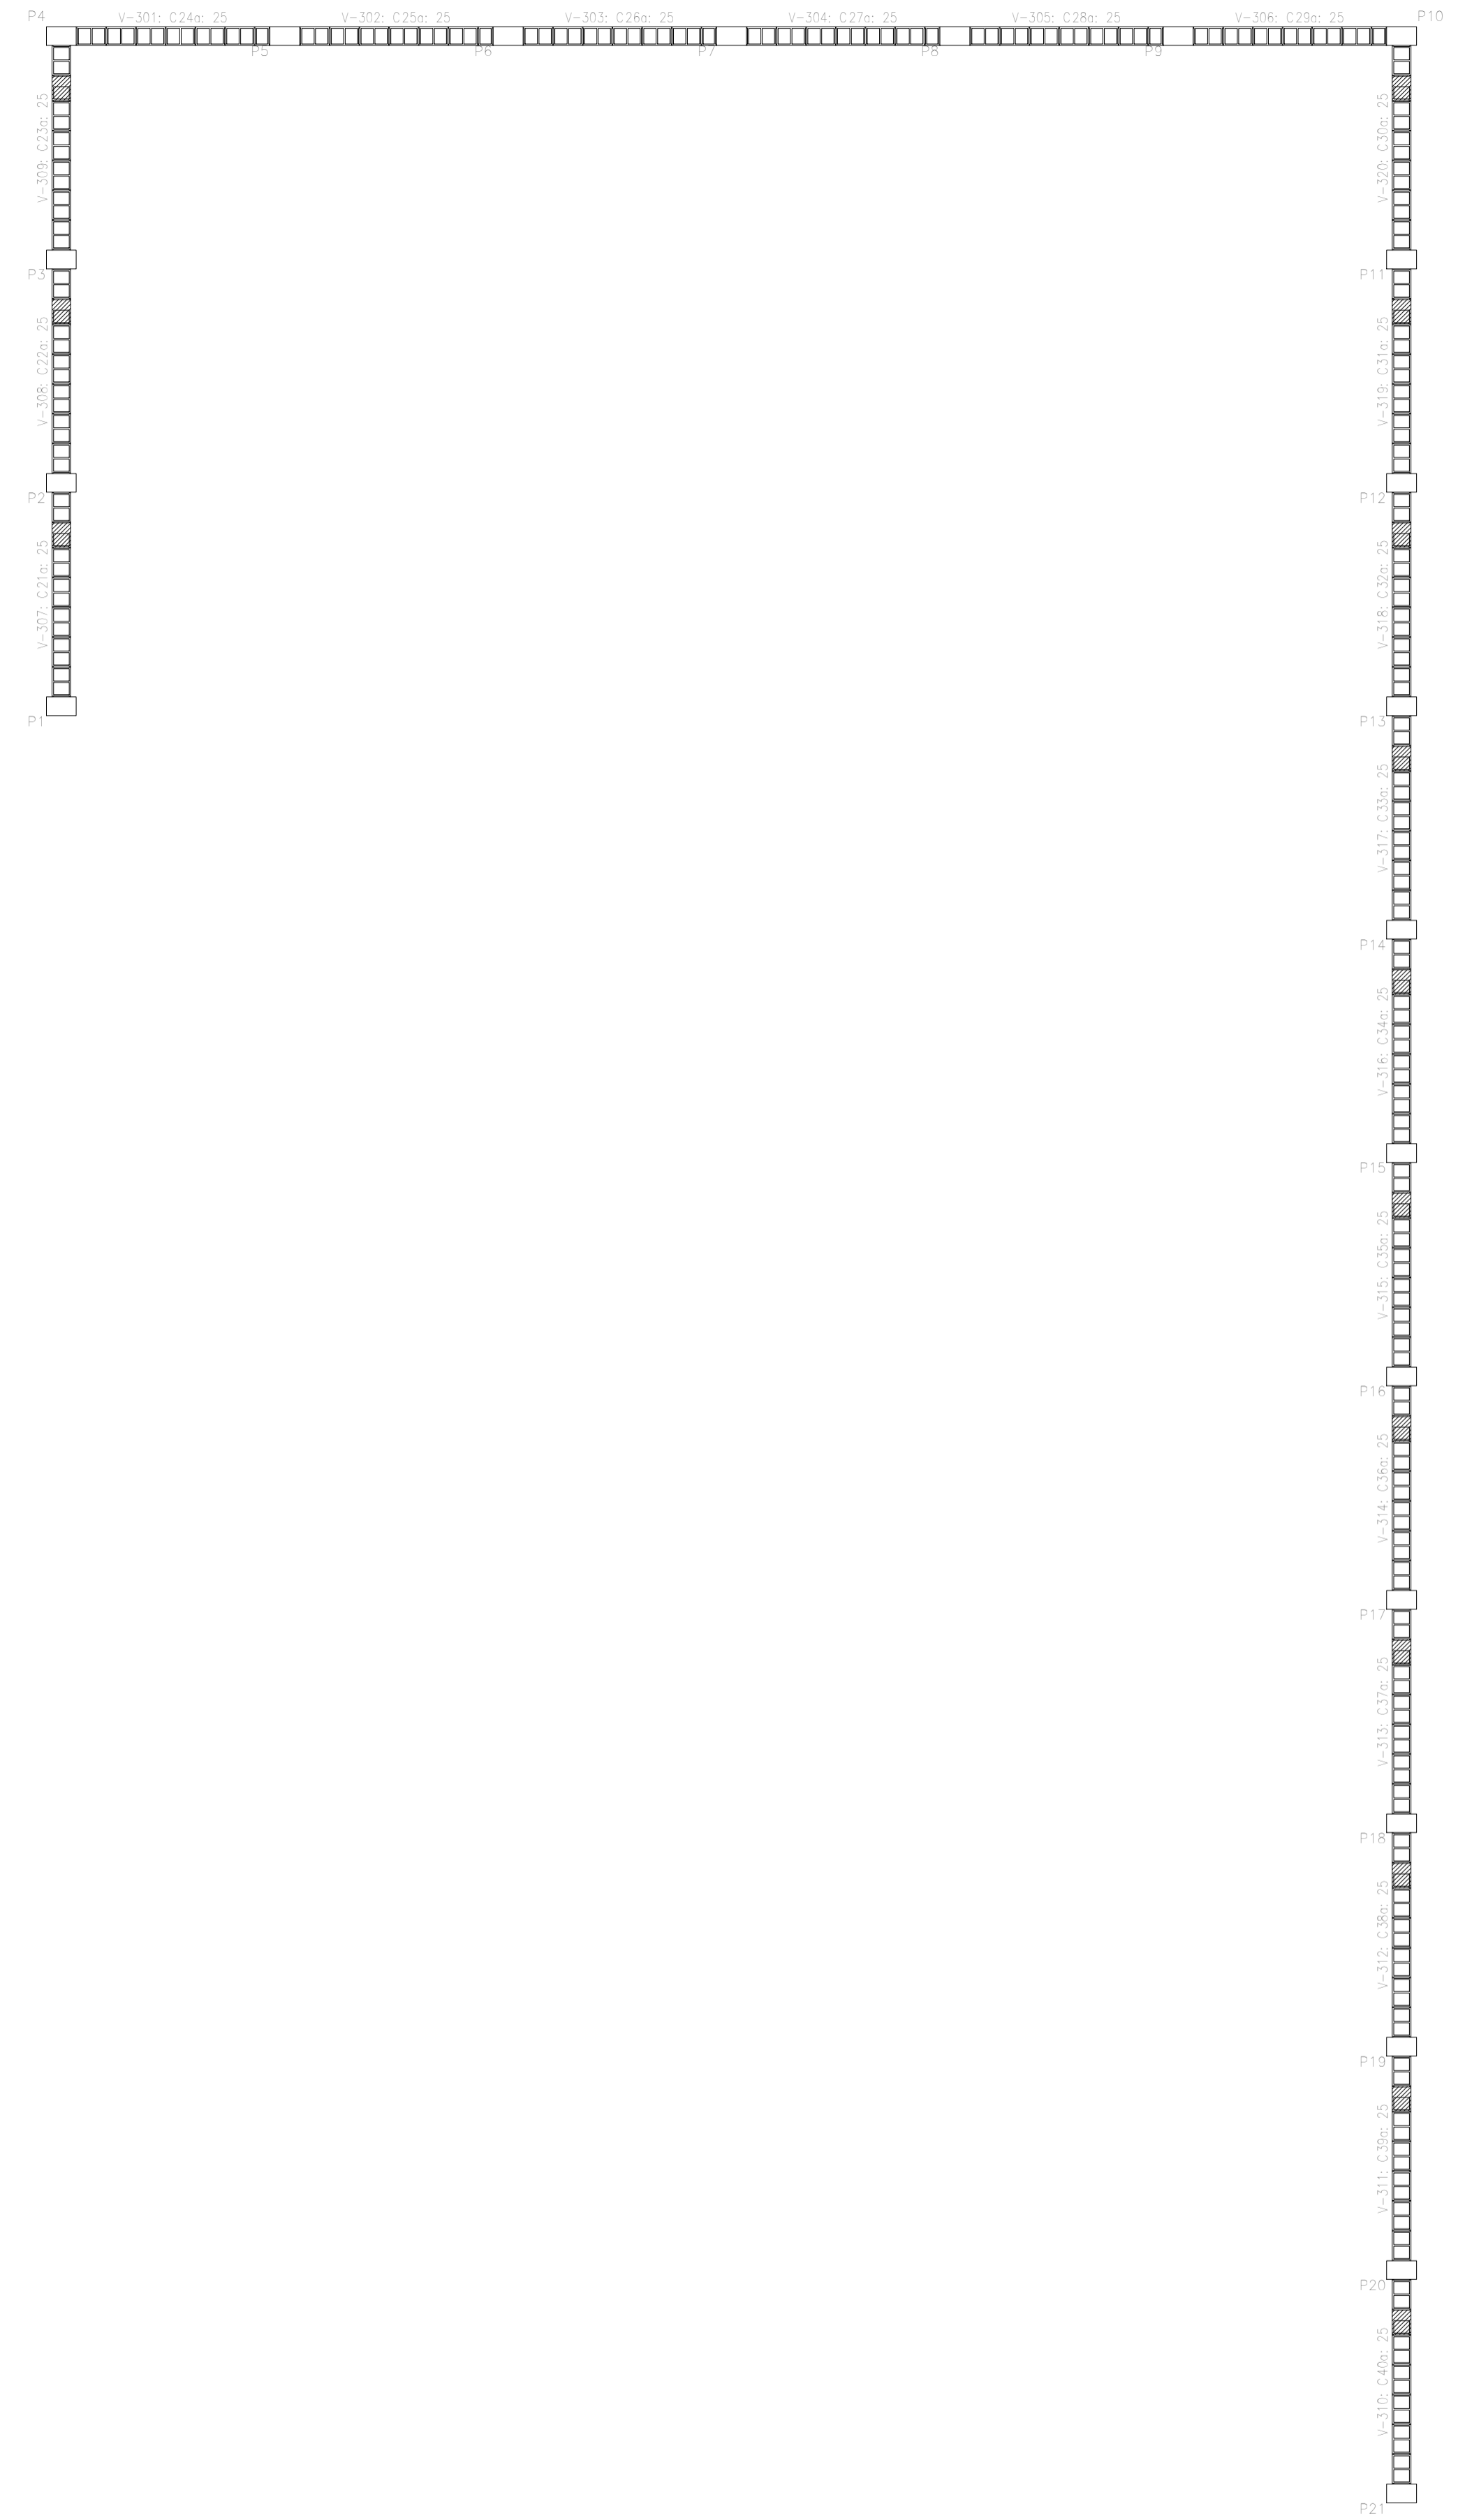 P4
V-301: C24a: 25
V-302: C25a: 25
V-303: C26a: 25
V-304: C27a: 25
V-305: C28a: 25
V-306: C29a: 25
P10
P5
P6
P7
P8
P9
V-309: C23a: 25
V-320: C30a: 25
P3
P11
V-308: C22a: 25
V-319: C31a: 25
P2
P12
V-307: C21a: 25
V-318: C32a: 25
P1
P13
V-317: C33a: 25
P14
V-316: C34a: 25
P15
V-315: C35a: 25
P16
V-314: C36a: 25
P17
V-313: C37a: 25
P18
V-312: C38a: 25
P19
V-311: C39a: 25
P20
V-310: C40a: 25
P21